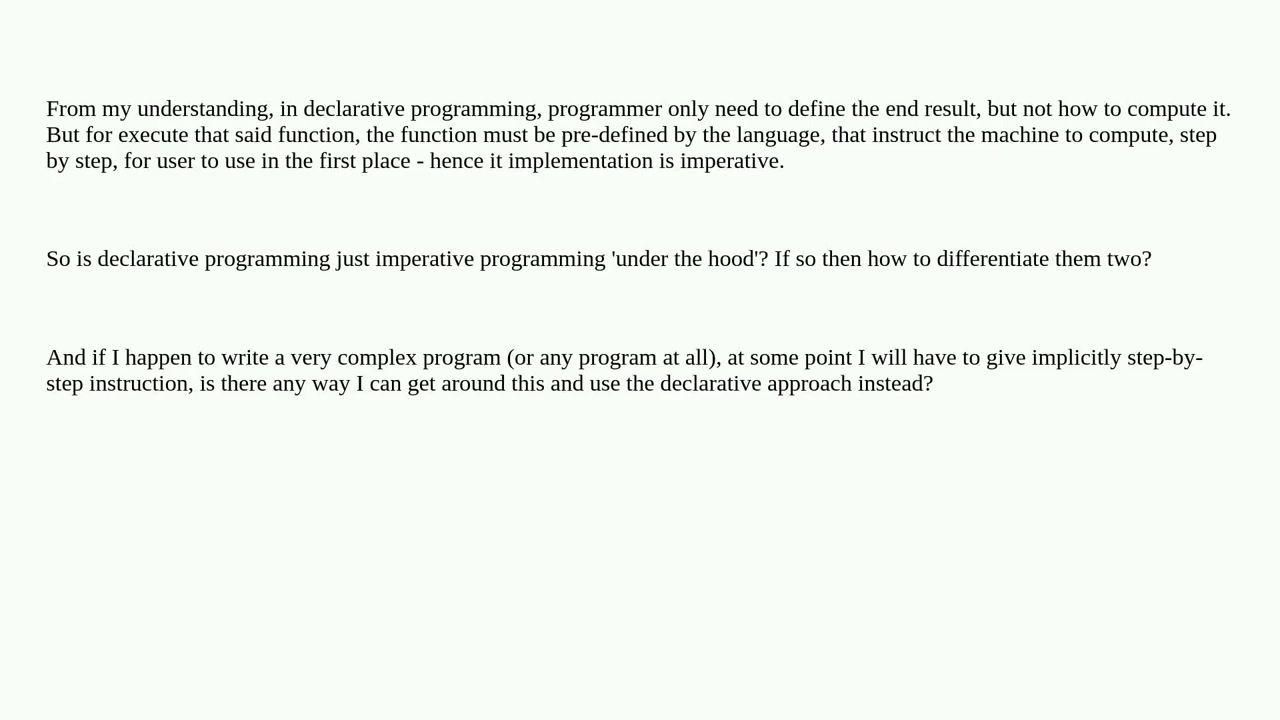 From my understanding, in declarative programming, programmer only need to define the end result, but not how to compute it.
But for execute that said function, the function must be pre-defined by the language, that instruct the machine to compute, step
by step, for user to use in the first place - hence it implementation is imperative.
So is declarative programming just imperative programming 'under the hood'? If so then how to differentiate them two?
And if I happen to write a very complex program (or any program at all), at some point I will have to give implicitly step-by-
step instruction, is there any way I can get around this and use the declarative approach instead?